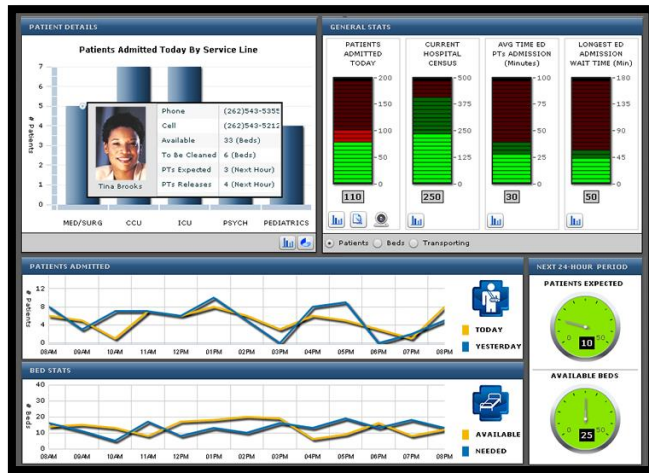 PATIENT DETAILS
Patients Admitted Today By Service Line
# Patients
7
6
5
4
3
2
1
0
Tina Brooks
Phone (262)543-5355
Cell (262)543-5212
Available 33 (Beds)
To Be Cleaned 6 (Beds)
PTs Expected 3 (Next Hour)
PTs Releases 4 (Next Hour)
MED/SURG CCU ICU PSYCH PEDIATRICS
GENERAL STATS
PATIENTS ADMITTED TODAY
200
150
100
50
0
110
CURRENT HOSPITAL CENSUS
500
375
250
125
0
250
AVG TIME ED PTs ADMISSION (Minutes)
100
75
50
25
0
30
LONGEST ED ADMISSION WAIT TIME (Min)
180
135
90
45
0
50
Patients Beds Transporting
PATIENTS ADMITTED
# Patients
12
8
4
0
08AM 09AM 10AM 11AM 12PM 01PM 02PM 03PM 04PM 05PM 06PM 07PM 08PM
TODAY
YESTERDAY
BED STATS
# Beds
40
30
20
10
0
08AM 09AM 10AM 11AM 12PM 01PM 02PM 03PM 04PM 05PM 06PM 07PM 08PM
AVAILABLE
NEEDED
NEXT 24-HOUR PERIOD
PATIENTS EXPECTED
0 10 50
AVAILABLE BEDS
0 25 50